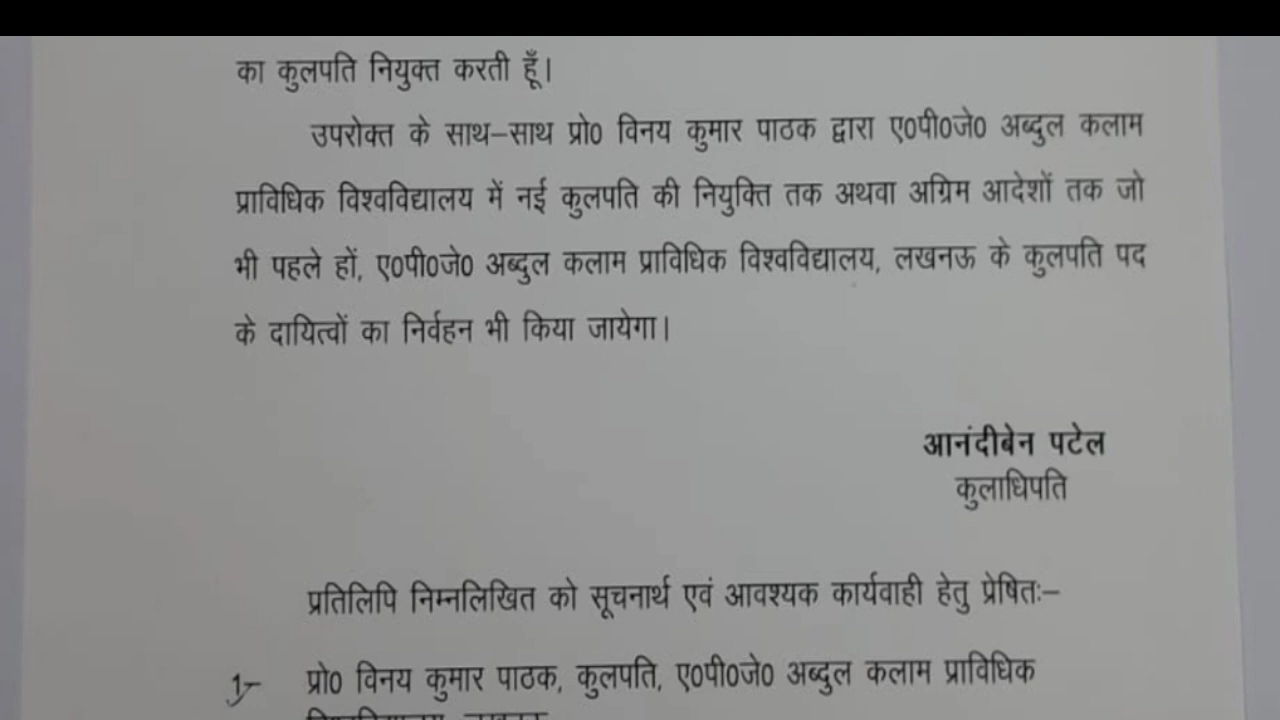 का कुलपति नियुक्त करती हूँ।
उपरोक्त के साथ–साथ प्रो0 विनय कुमार पाठक द्वारा ए0पी0जे0 अब्दुल कलाम
प्राविधिक विश्वविद्यालय में नई कुलपति की नियुक्ति तक अथवा अग्रिम आदेशों तक जो
भी पहले हों, ए0पी0जे0 अब्दुल कलाम प्राविधिक विश्वविद्यालय, लखनऊ के कुलपति पद
के दायित्वों का निर्वहन भी किया जायेगा।
आनंदीबेन पटेल
कुलाधिपति
प्रतिलिपि निम्नलिखित को सूचनार्थ एवं आवश्यक कार्यवाही हेतु प्रेषितः–
1- प्रो0 विनय कुमार पाठक, कुलपति, ए0पी0जे0 अब्दुल कलाम प्राविधिक